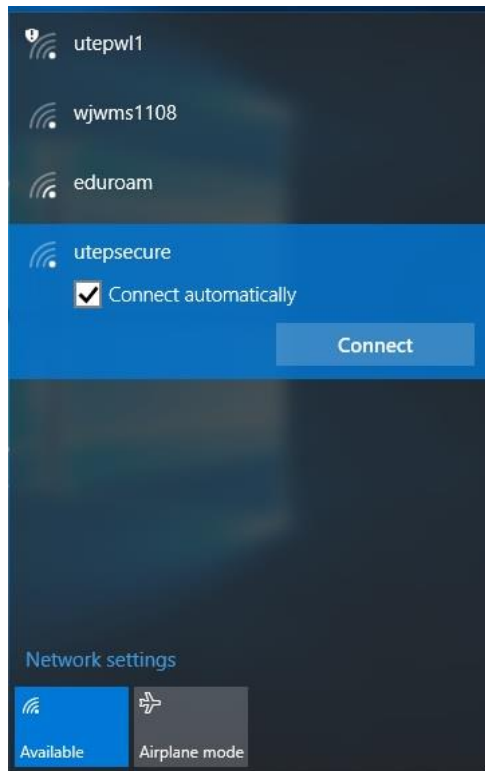 utepwl1
wjwms1108
eduroam
utepsecure
Connect automatically
Connect
Network settings
Available
Airplane mode